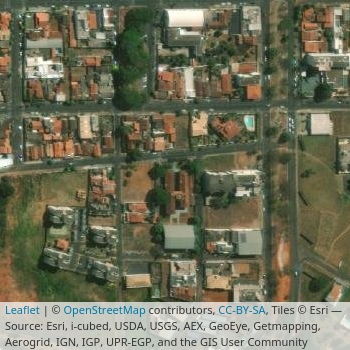 Leaflet | © OpenStreetMap contributors, CC-BY-SA, Tiles © Esri —
Source: Esri, i-cubed, USDA, USGS, AEX, GeoEye, Getmapping,
Aerogrid, IGN, IGP, UPR-EGP, and the GIS User Community